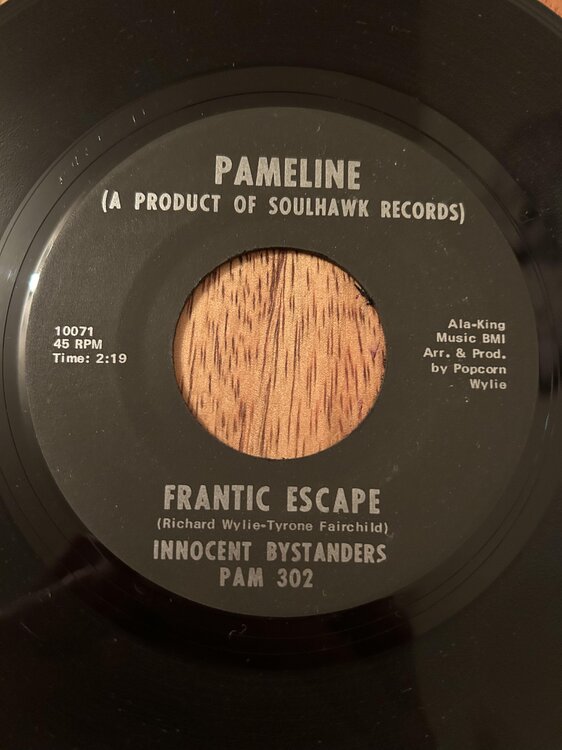 PAMELINE
(A PRODUCT OF SOULHAWK RECORDS)
10071
45 RPM
Time: 2:19
Ala-King
Music BMI
Arr. & Prod.
by Popcorn
Wylie
FRANTIC ESCAPE
(Richard Wylie-Tyrone Fairchild)
INNOCENT BYSTANDERS
PAM 302